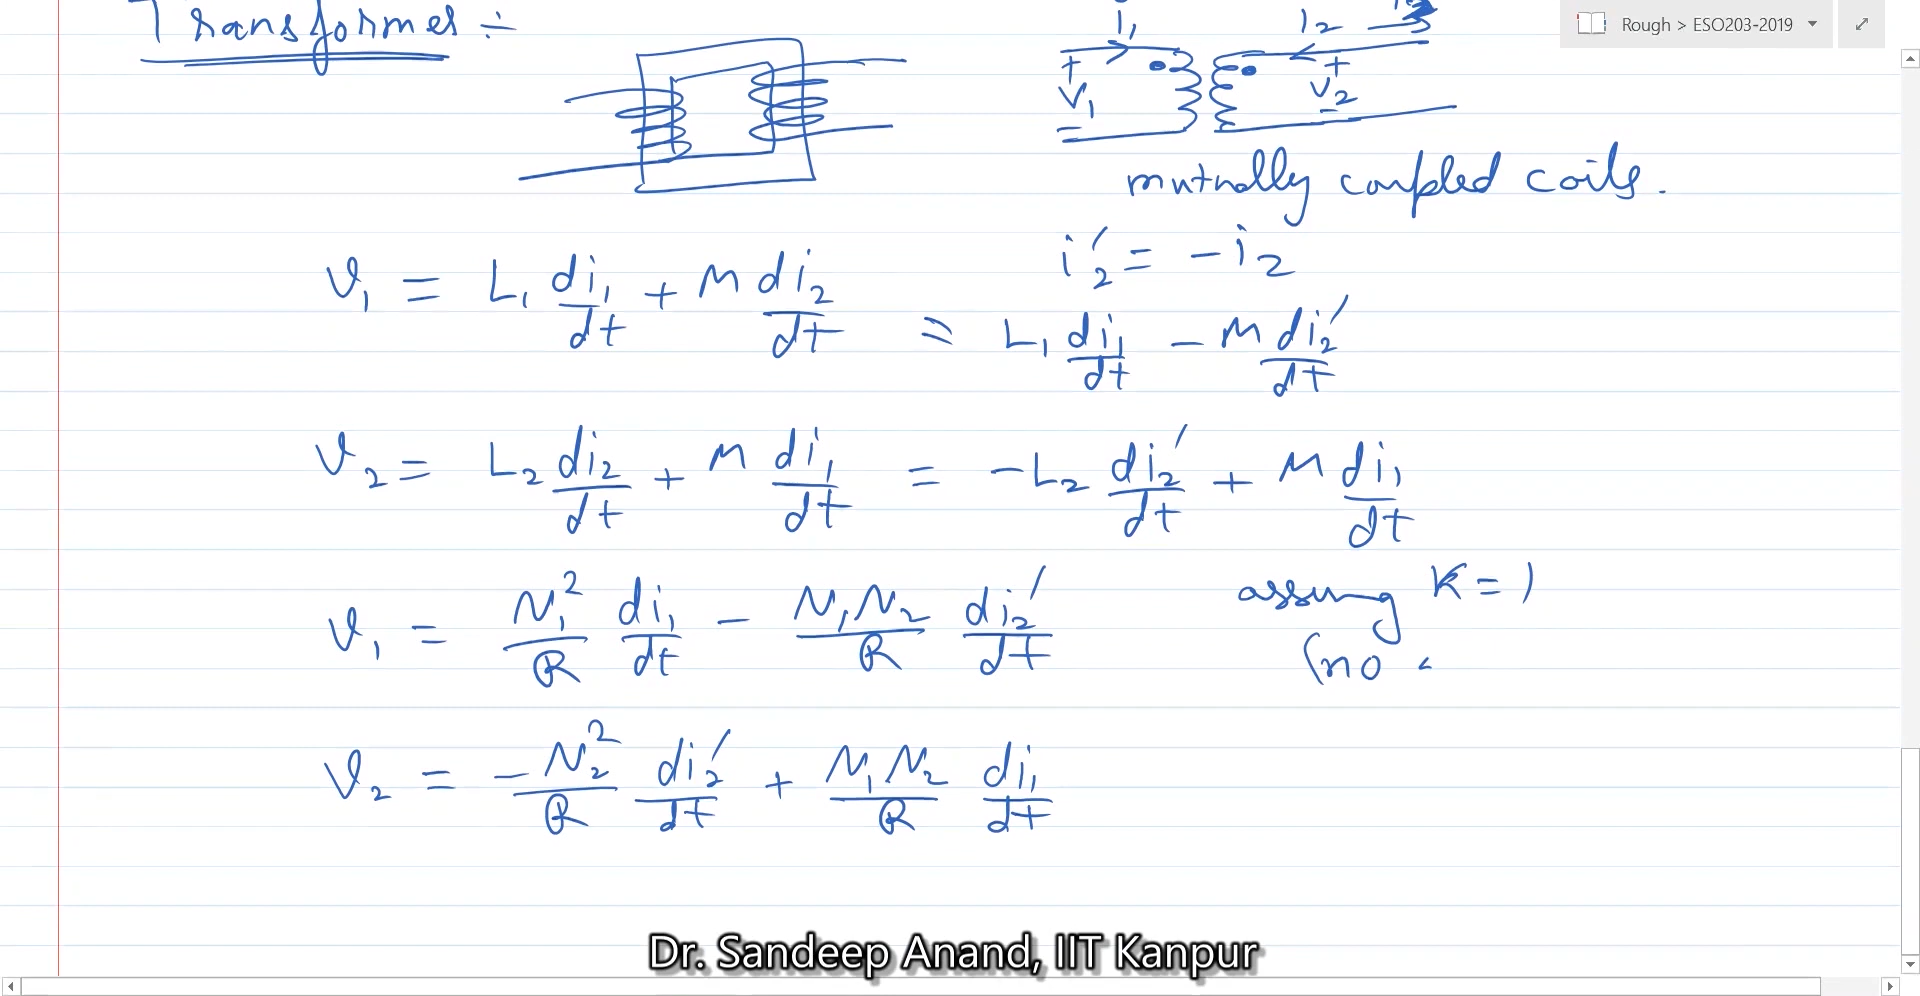 Rough > ESO203-2019
Transformer ÷
i₁ i₂
+ V₁ −
+ V₂ −
mutually coupled coils.
i₂′ = −i₂
v₁ = L₁ di₁/dt + M di₂/dt = L₁ di₁/dt − M di₂′/dt
v₂ = L₂ di₂/dt + M di₁/dt = −L₂ di₂′/dt + M di₁/dt
v₁ = N₁²/R di₁/dt − N₁N₂/R di₂′/dt
assumg K = 1
(no
v₂ = −N₂²/R di₂′/dt + N₁N₂/R di₁/dt
Dr. Sandeep Anand, IIT Kanpur